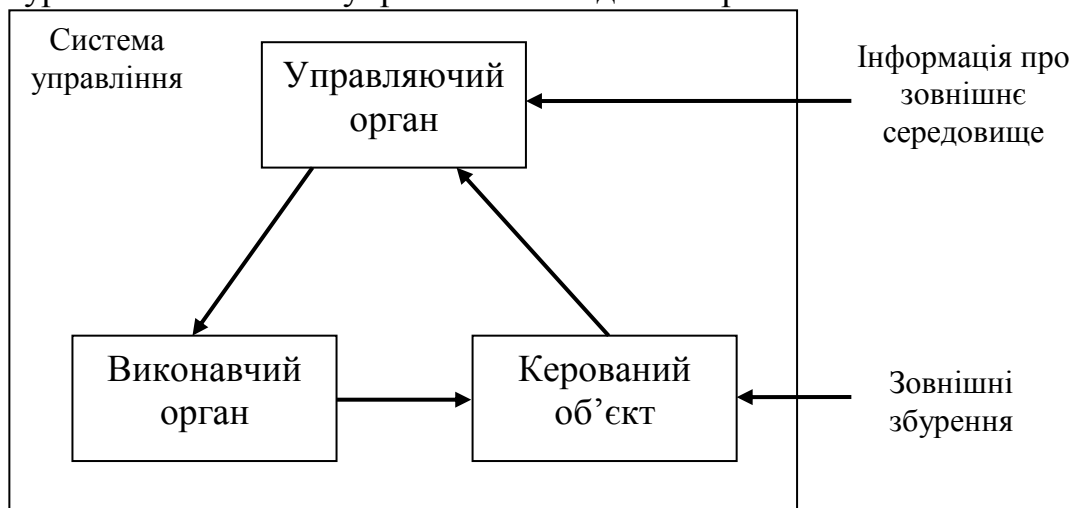 Система
управління
Управляючий
орган
Інформація про
зовнішнє
середовище
Виконавчий
орган
Керований
об’єкт
Зовнішні
збурення